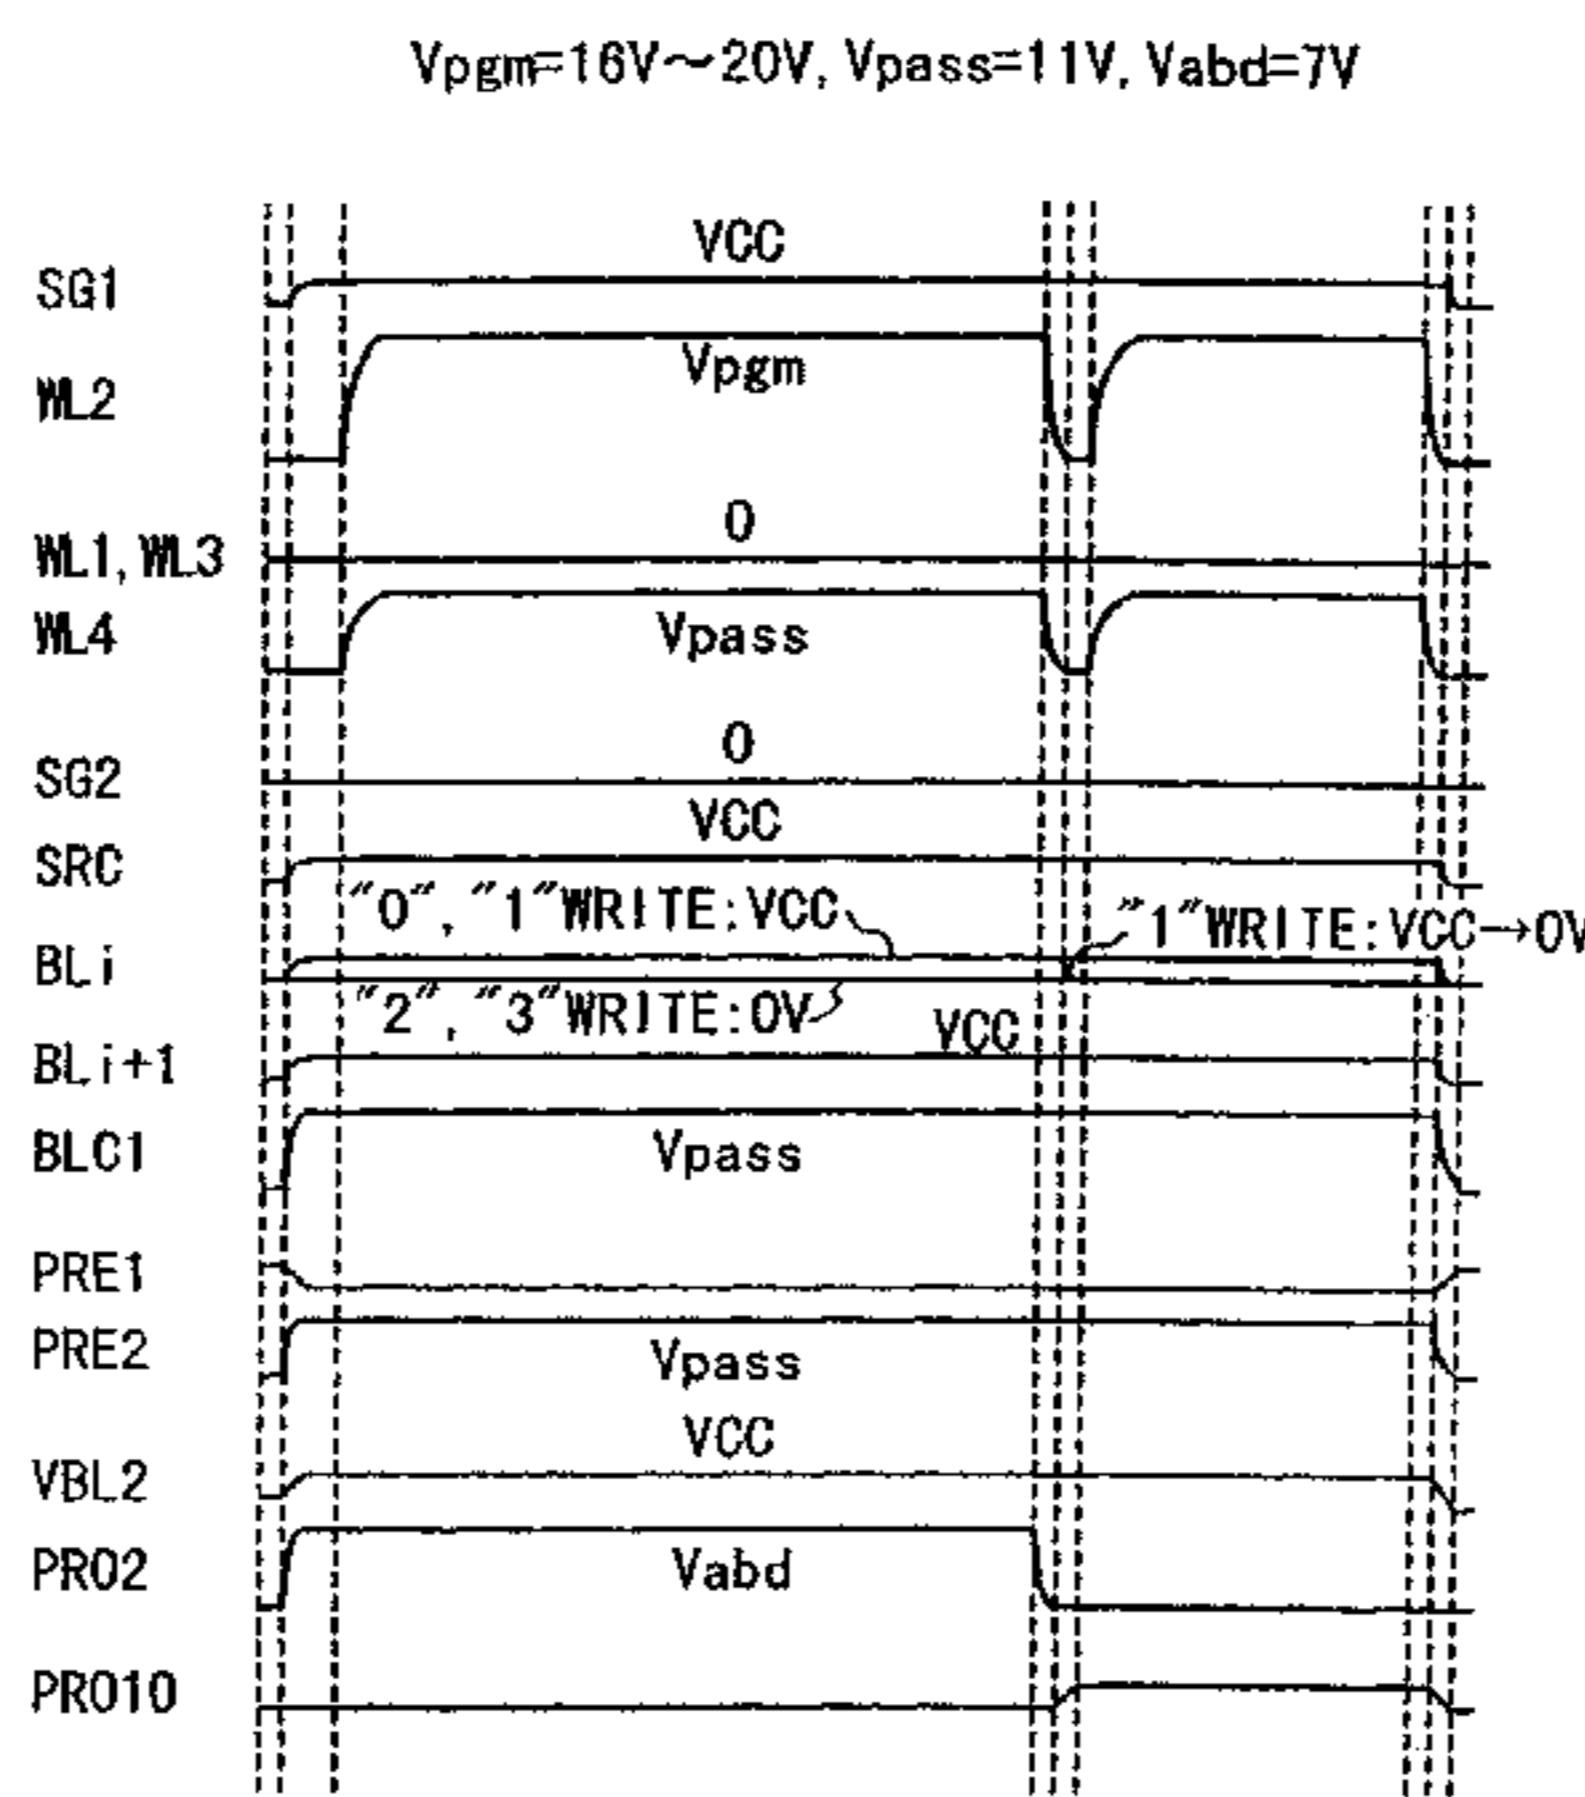 Vpgm=16V～20V, Vpass=11V, Vabd=7V
VCC
SG1
Vpgm
WL2
0
WL1, WL3
WL4 Vpass
0
SG2
VCC
SRC
"0", "1"WRITE:VCC "1"WRITE:VCC→0V
BLi
"2", "3"WRITE:0V VCC
BLi+1
BLC1 Vpass
PRE1
PRE2 Vpass
VCC
VBL2
PRO2 Vabd
PRO10